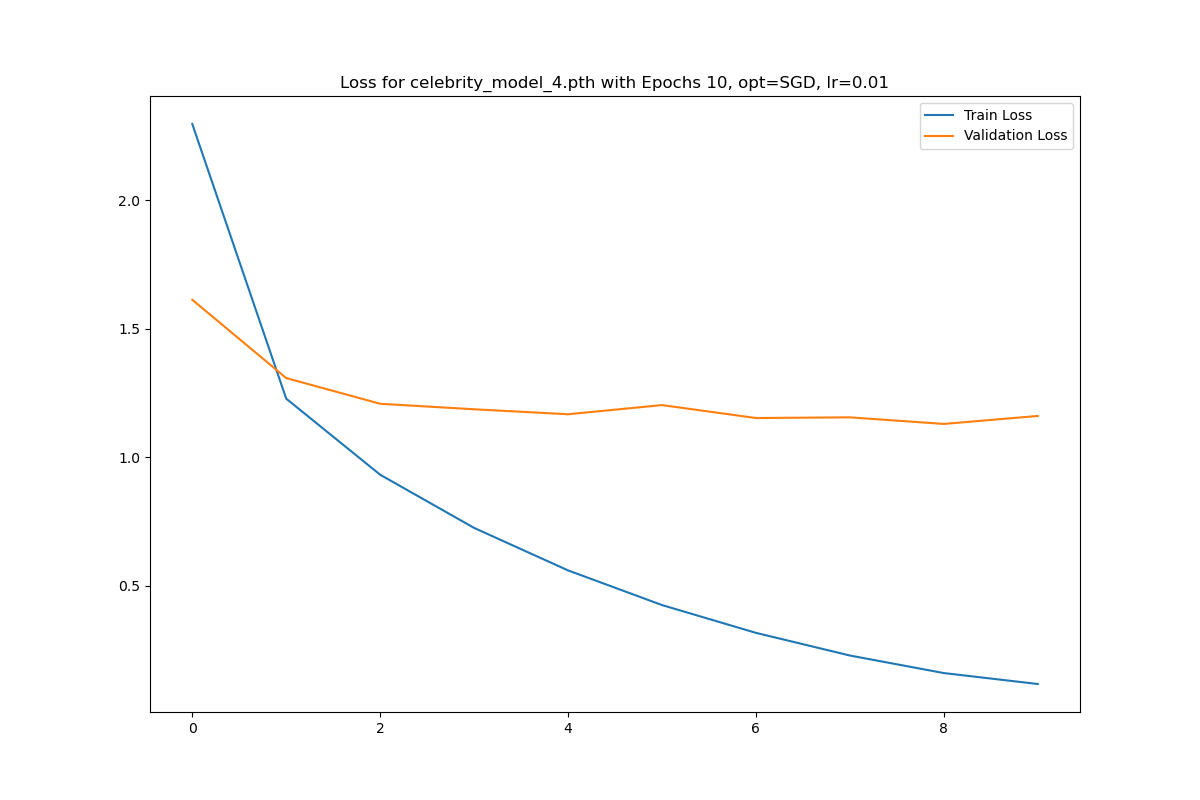 Loss for celebrity_model_4.pth with Epochs 10, opt=SGD, lr=0.01
Train Loss
Validation Loss
2.0
1.5
1.0
0.5
0 2 4 6 8